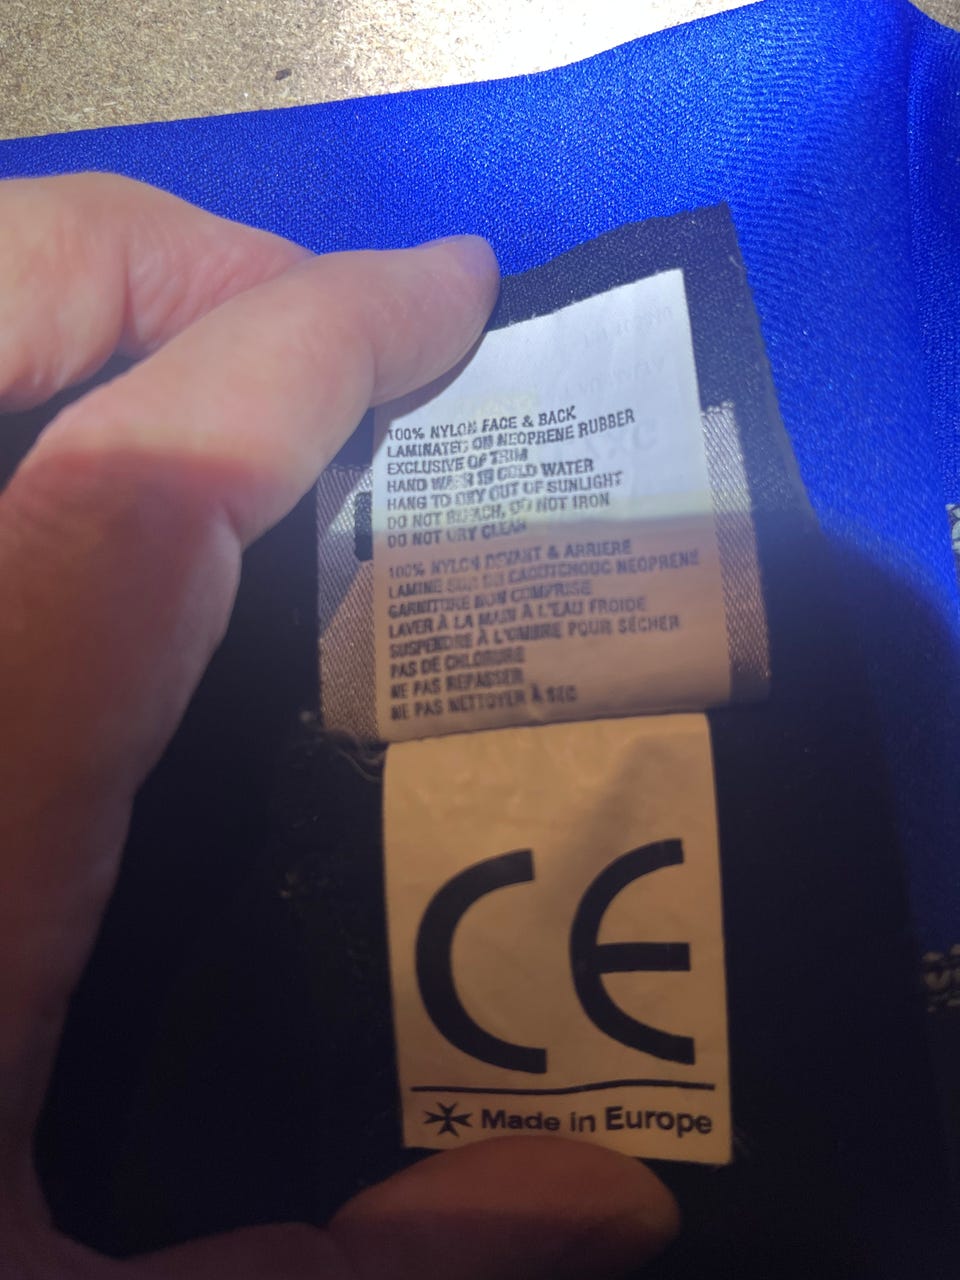 100% NYLON FACE & BACK
LAMINATED ON NEOPRENE RUBBER
EXCLUSIVE OF TRIM
HAND WASH IN COLD WATER
HANG TO DRY OUT OF SUNLIGHT
DO NOT BLEACH, DO NOT IRON
DO NOT DRY CLEAN
100% NYLON DEVANT & ARRIERE
LAMINE SUR DU CAOUTCHOUC NEOPRENE
GARNITURE NON COMPRISE
LAVER À LA MAIN À L'EAU FROIDE
SUSPENDRE À L'OMBRE POUR SÉCHER
PAS DE CHLORURE
NE PAS REPASSER
NE PAS NETTOYER À SEC
CE
Made in Europe